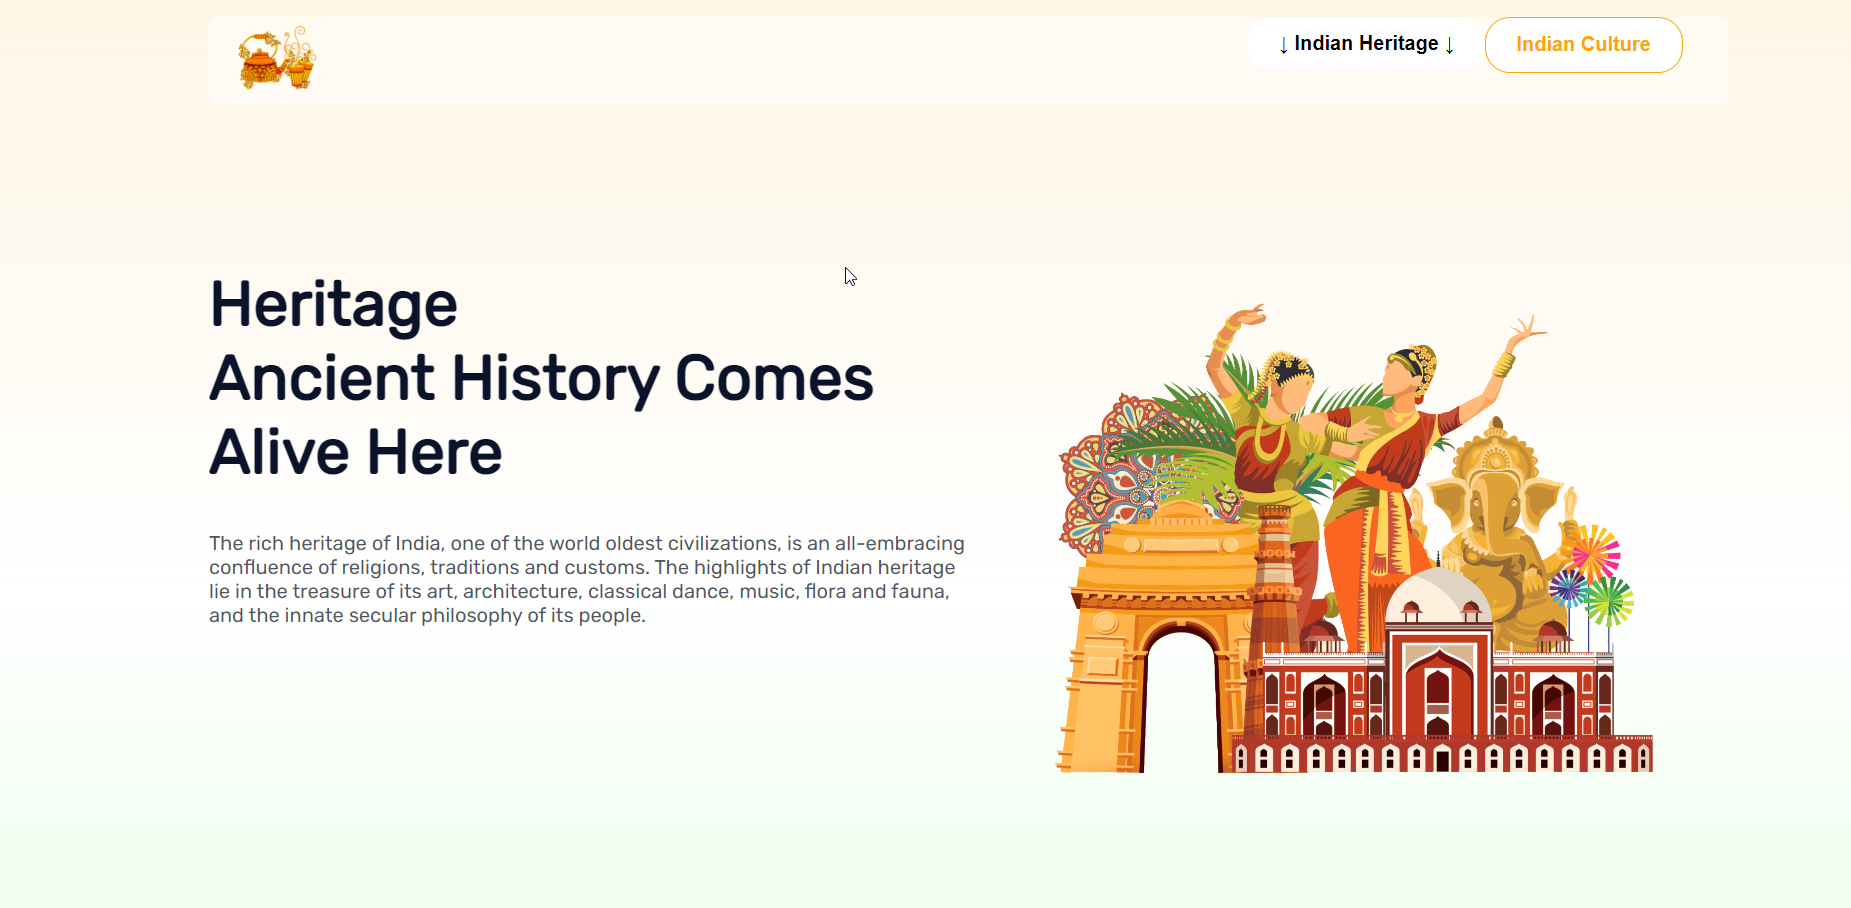 ↓ Indian Heritage ↓
Indian Culture
Heritage
Ancient History Comes
Alive Here
The rich heritage of India, one of the world oldest civilizations, is an all-embracing
confluence of religions, traditions and customs. The highlights of Indian heritage
lie in the treasure of its art, architecture, classical dance, music, flora and fauna,
and the innate secular philosophy of its people.